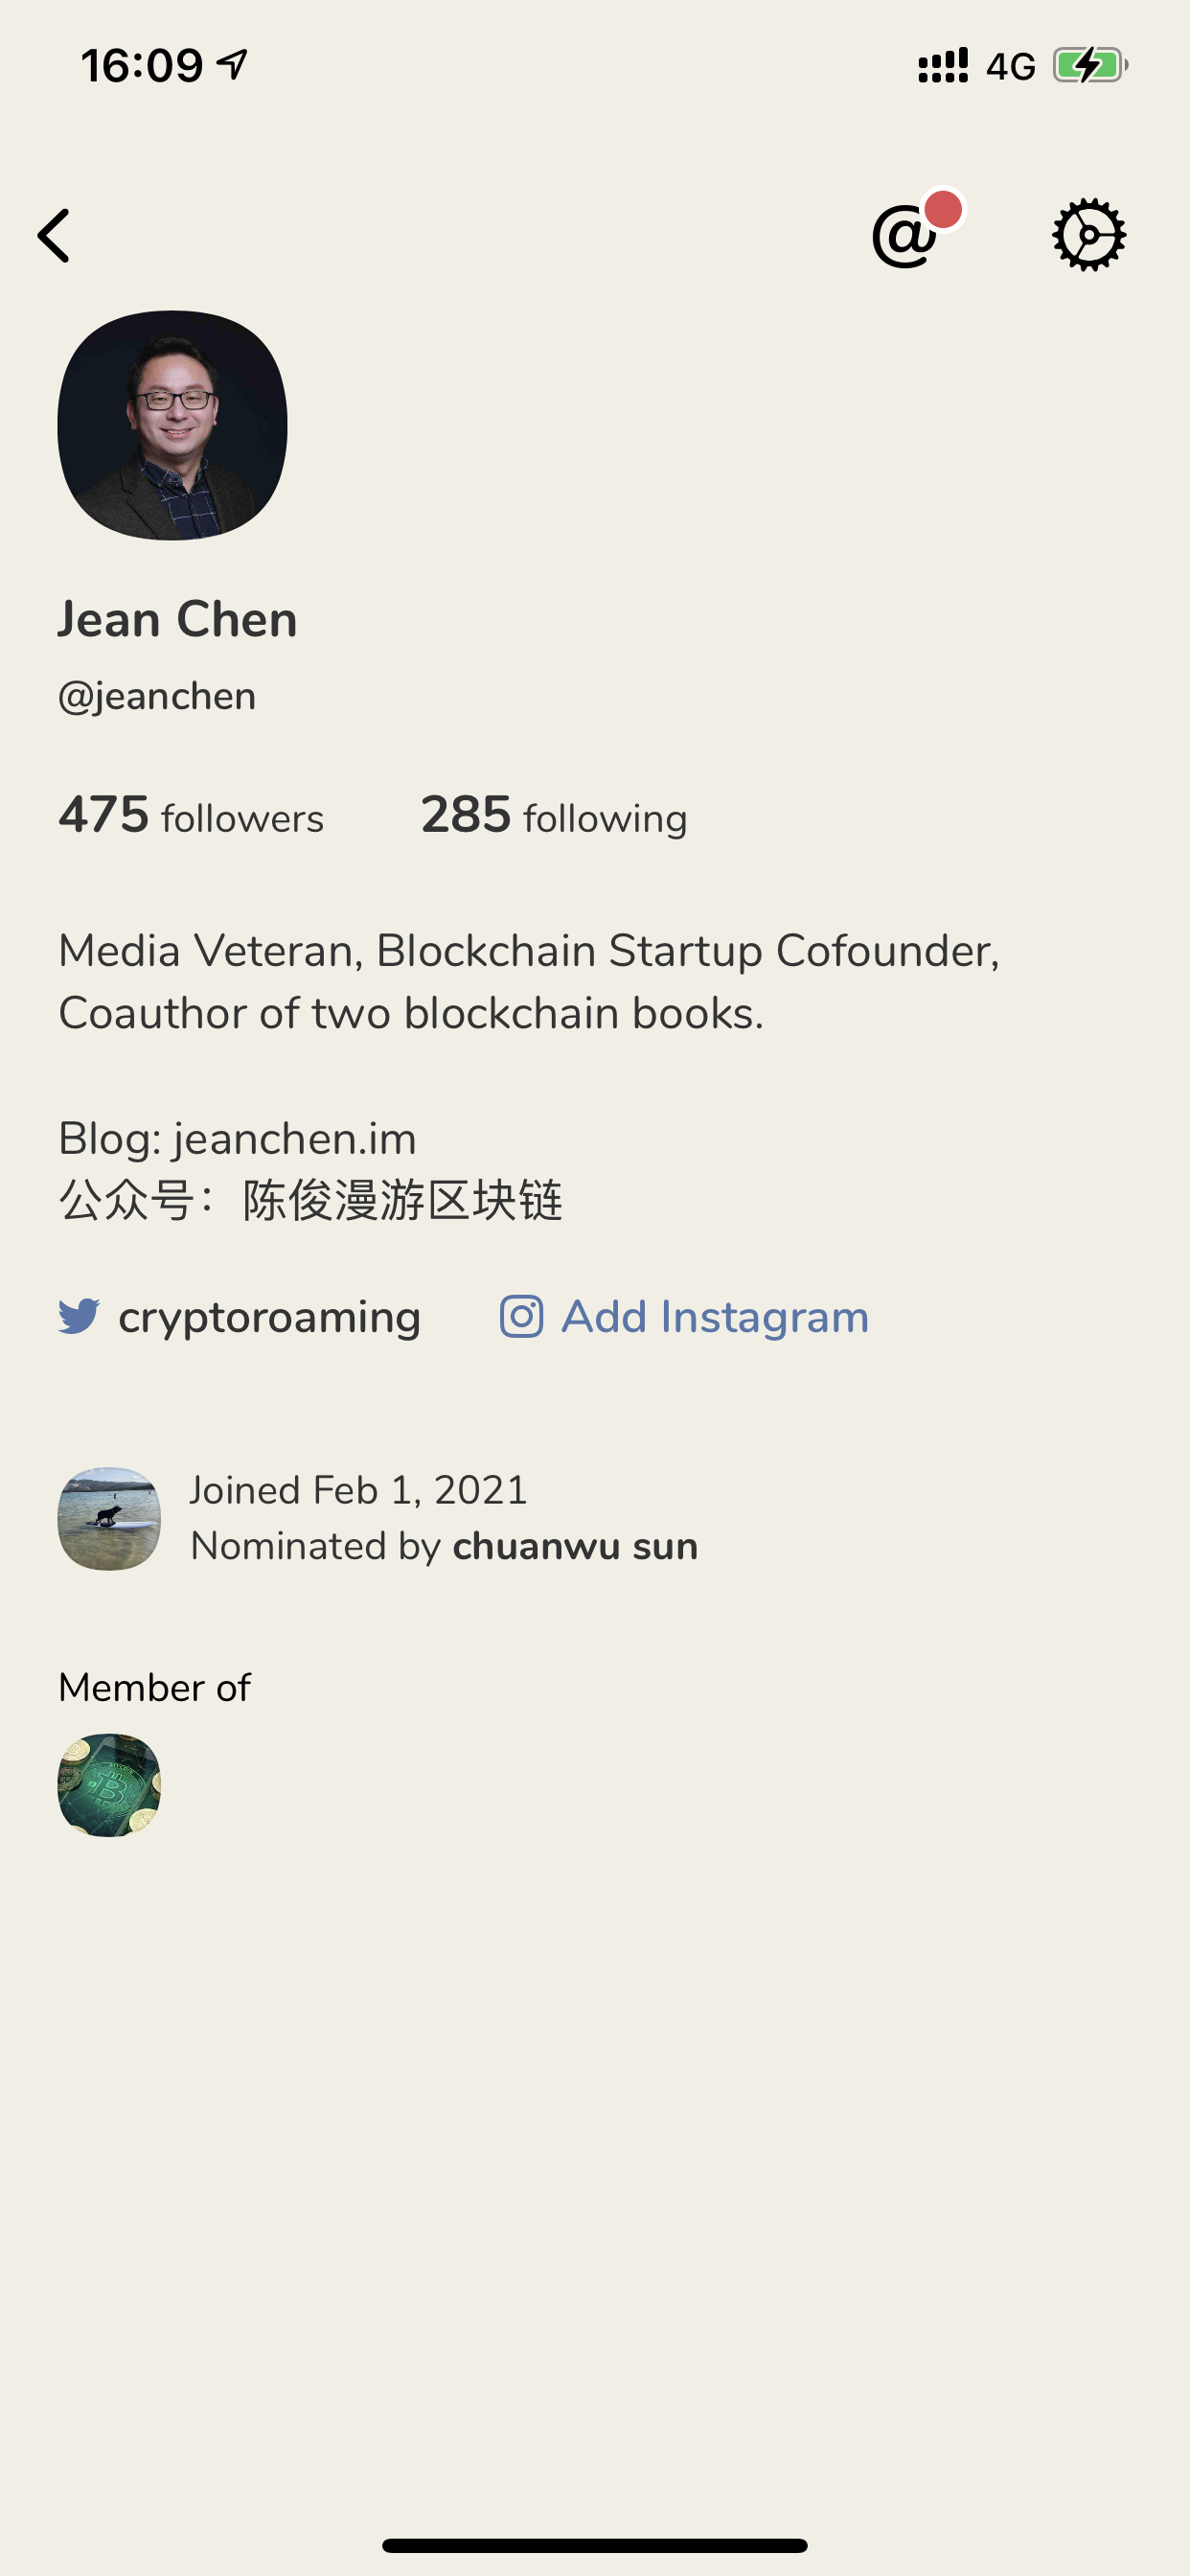 16:09
4G
@
Jean Chen
@jeanchen
475 followers 285 following
Media Veteran, Blockchain Startup Cofounder,
Coauthor of two blockchain books.
Blog: jeanchen.im
公众号：陈俊漫游区块链
cryptoroaming Add Instagram
Joined Feb 1, 2021
Nominated by chuanwu sun
Member of